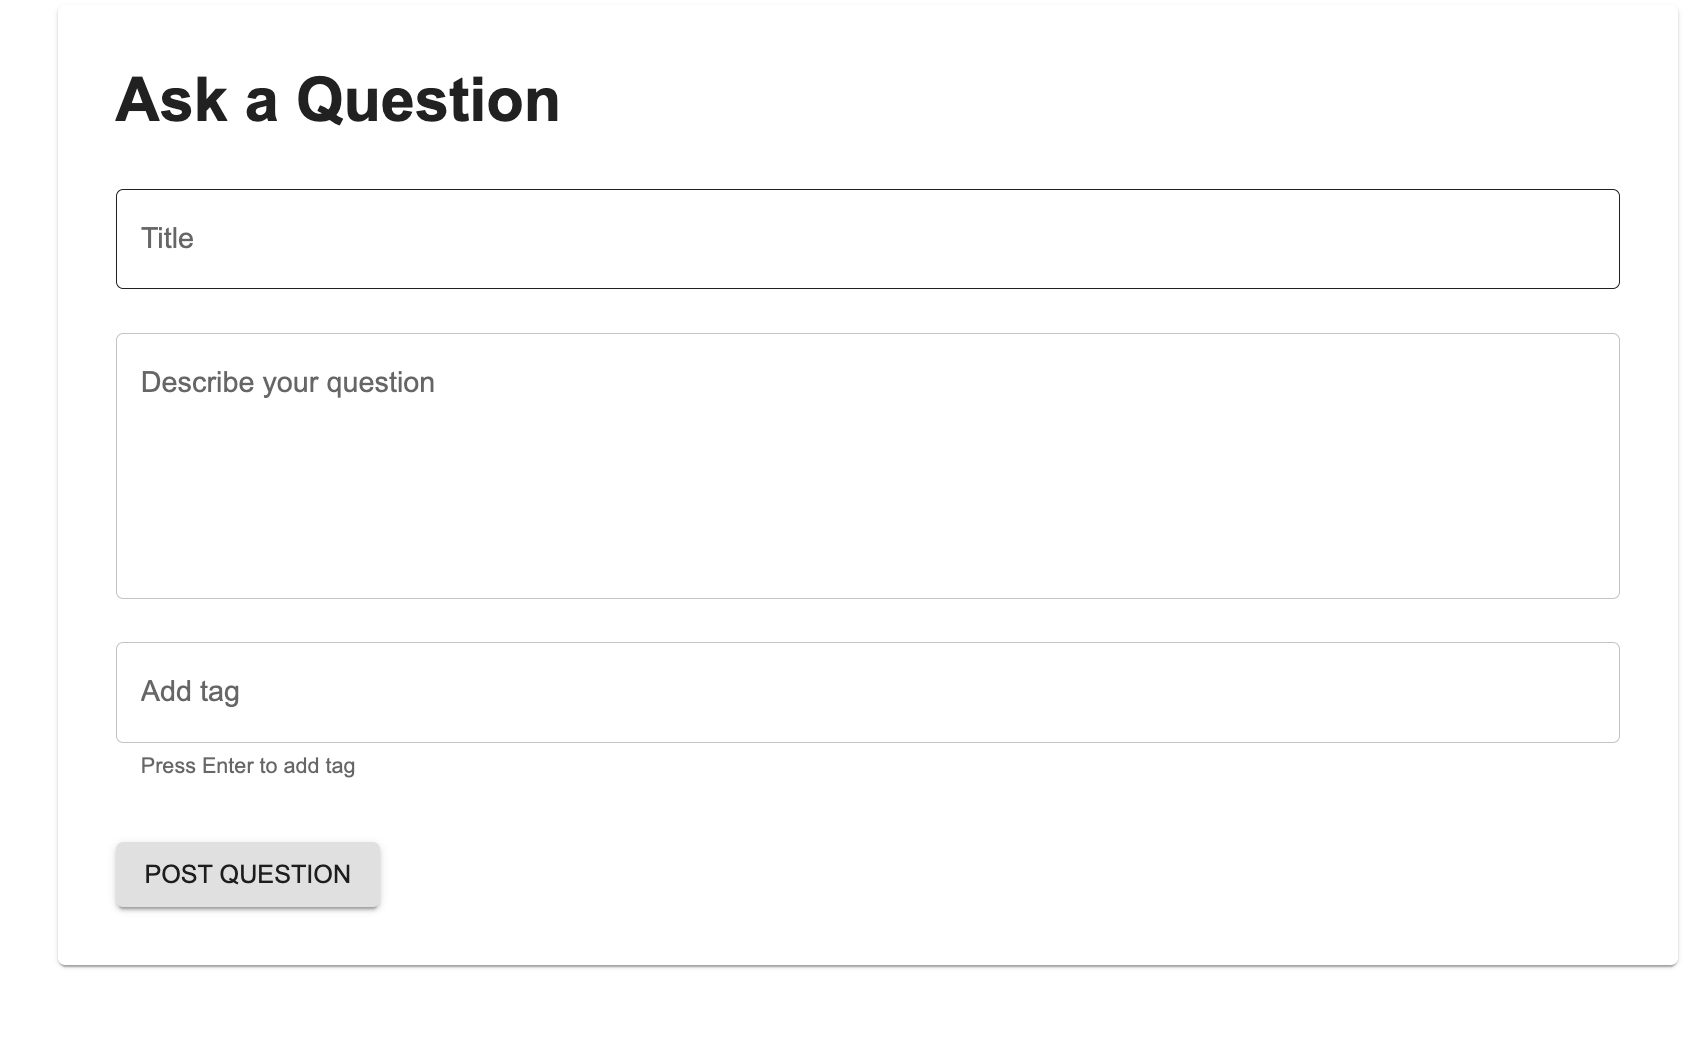 Ask a Question
Title
Describe your question
Add tag
Press Enter to add tag
POST QUESTION